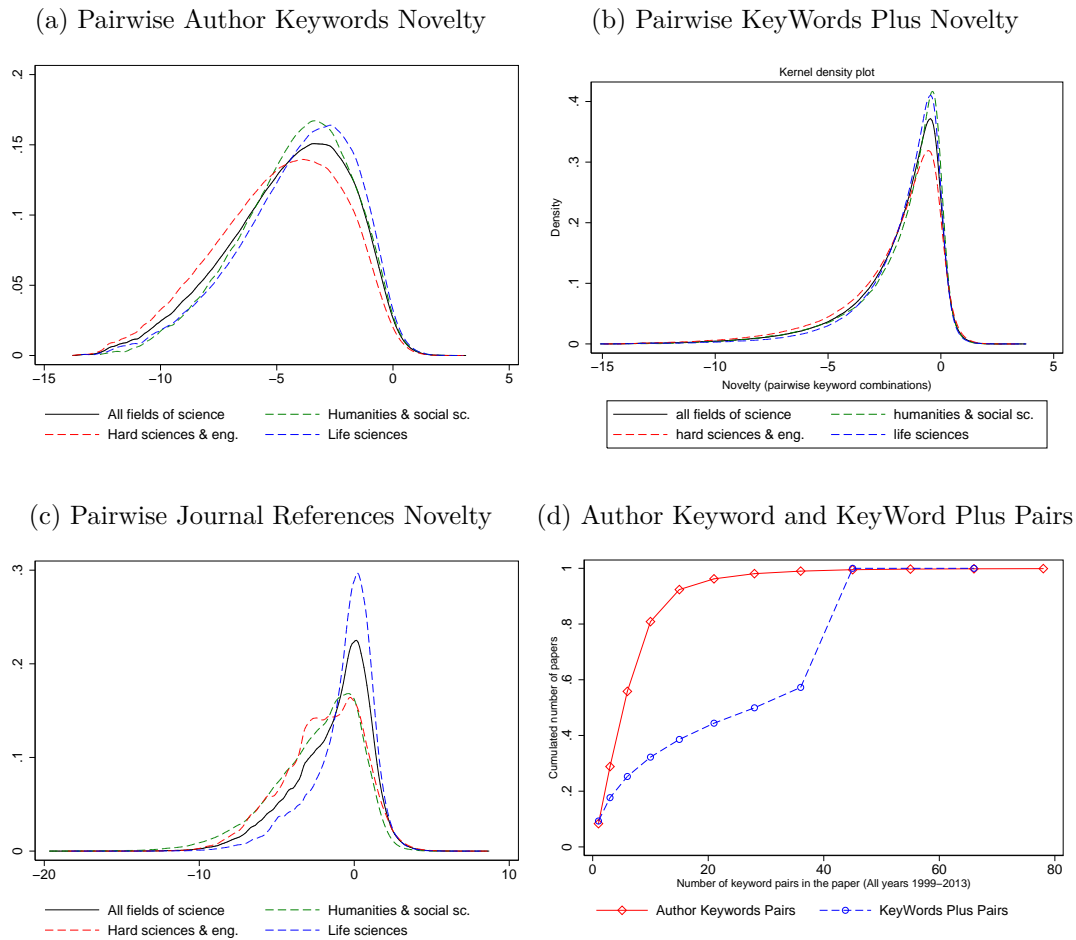 (a) Pairwise Author Keywords Novelty
.2
.15
.1
.05
0
−15 −10 −5 0 5
All fields of science Humanities & social sc.
Hard sciences & eng. Life sciences
(b) Pairwise KeyWords Plus Novelty
Kernel density plot
.4
.3
.2
.1
0
Density
−15 −10 −5 0 5
Novelty (pairwise keyword combinations)
all fields of science humanities & social sc.
hard sciences & eng. life sciences
(c) Pairwise Journal References Novelty
.3
.2
.1
0
−20 −10 0 10
All fields of science Humanities & social sc.
Hard sciences & eng. Life sciences
(d) Author Keyword and KeyWord Plus Pairs
1
.8
.6
.4
.2
0
Cumulated number of papers
0 20 40 60 80
Number of keyword pairs in the paper (All years 1999−2013)
Author Keywords Pairs KeyWords Plus Pairs